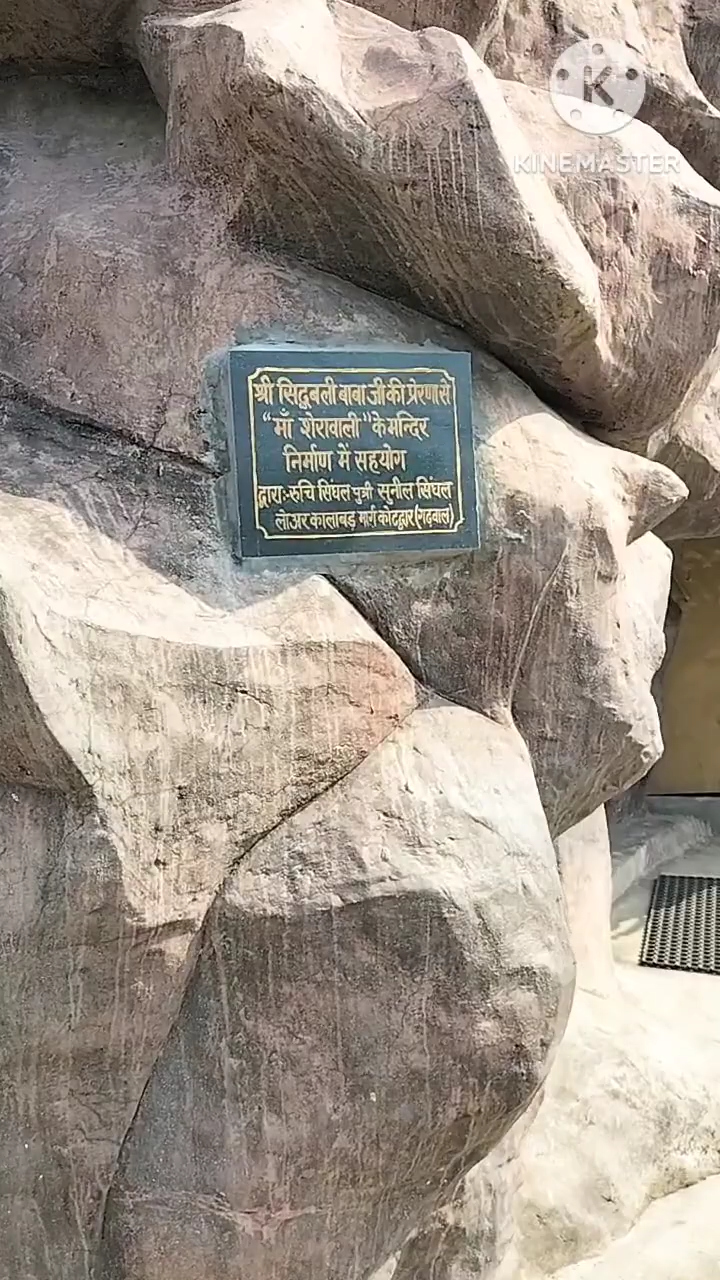 KINEMASTER
श्री सिद्धबली बाबा जी की प्रेरणा से
"माँ शेरावाली" के मन्दिर
निर्माण में सहयोग
द्वारा:-रुचि सिंघल पुत्री सुनील सिंघल
लोअर कालाबड़ मार्ग कोटद्वार (गढ़वाल)